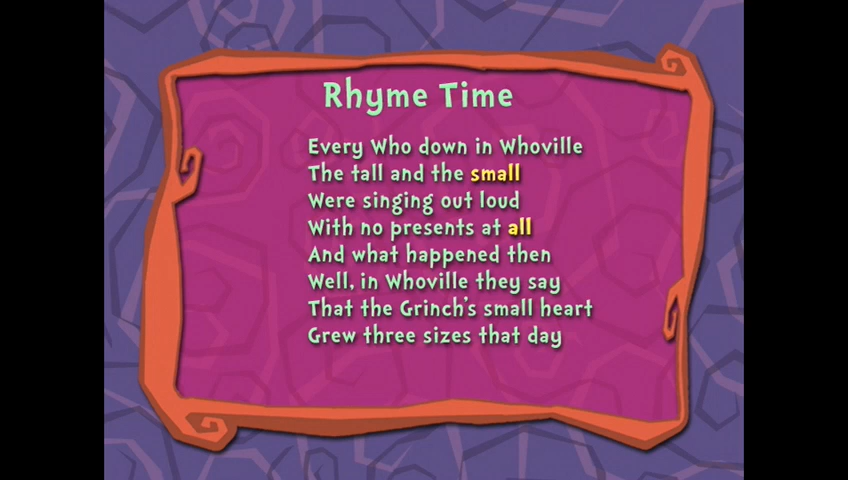 Rhyme Time
Every Who down in Whoville
The tall and the small
Were singing out loud
With no presents at all
And what happened then
Well, in Whoville they say
That the Grinch's small heart
Grew three sizes that day